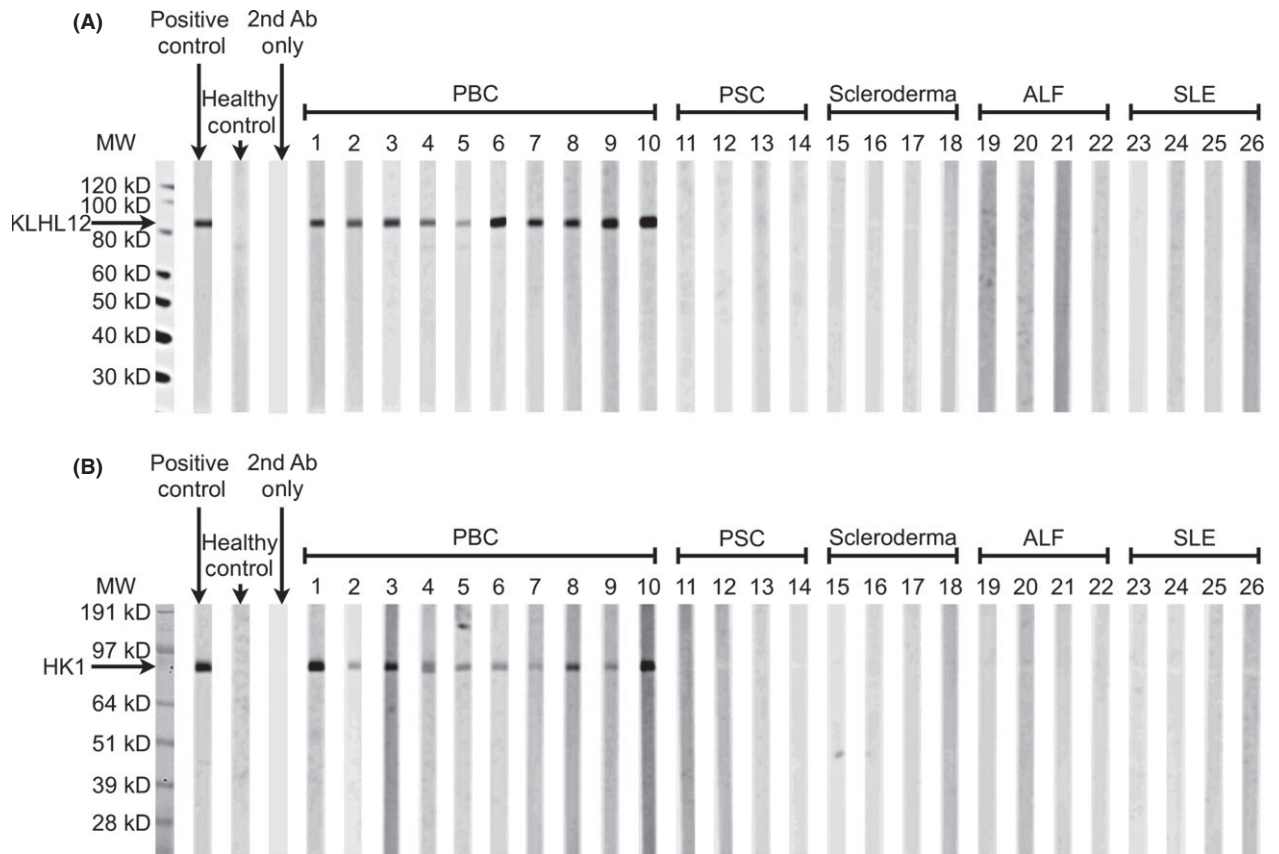 (A)
Positive control
2nd Ab only
Healthy control
PBC
PSC
Scleroderma
ALF
SLE
MW
1 2 3 4 5 6 7 8 9 10 11 12 13 14 15 16 17 18 19 20 21 22 23 24 25 26
120 kD
100 kD
KLHL12
80 kD
60 kD
50 kD
40 kD
30 kD
(B)
Positive control
2nd Ab only
Healthy control
PBC
PSC
Scleroderma
ALF
SLE
MW
1 2 3 4 5 6 7 8 9 10 11 12 13 14 15 16 17 18 19 20 21 22 23 24 25 26
191 kD
97 kD
HK1
64 kD
51 kD
39 kD
28 kD